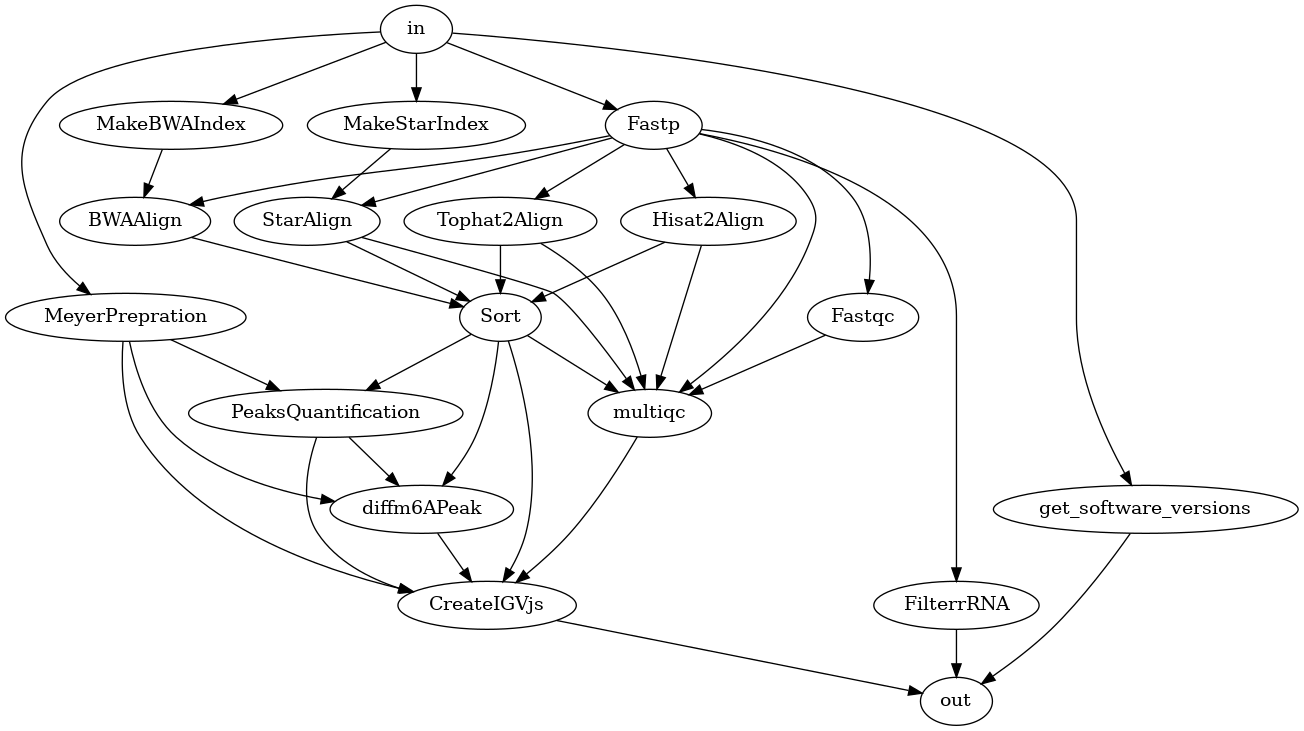 in
MakeBWAIndex
MakeStarIndex
Fastp
BWAAlign
StarAlign
Tophat2Align
Hisat2Align
MeyerPrepration
Sort
Fastqc
PeaksQuantification
multiqc
diffm6APeak
get_software_versions
CreateIGVjs
FilterrRNA
out